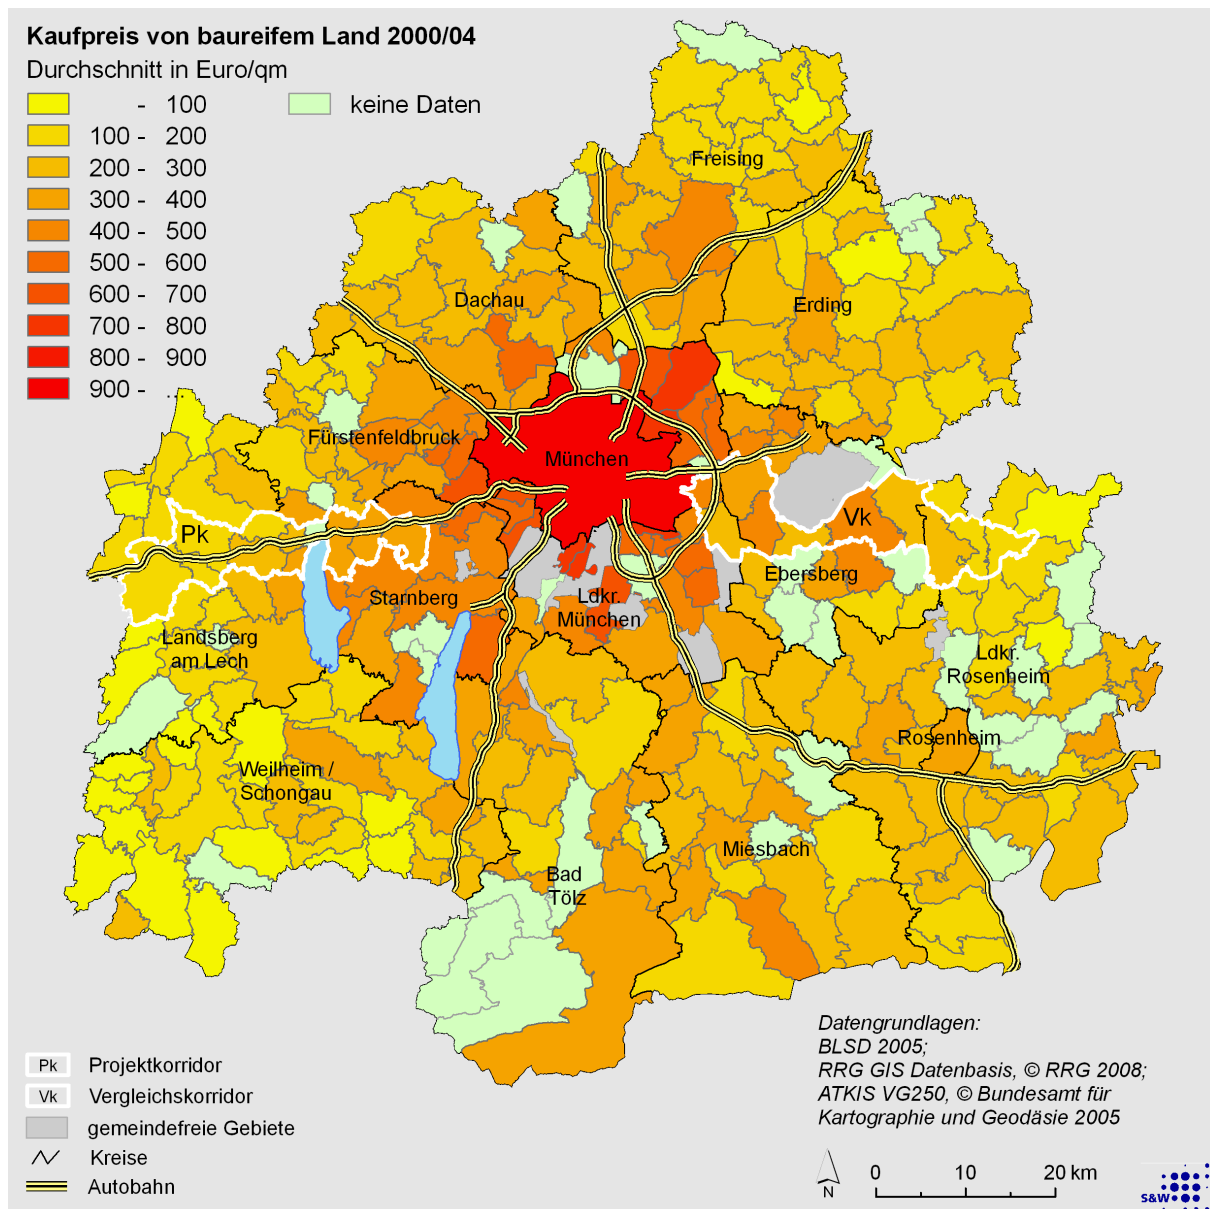 Kaufpreis von baureifem Land 2000/04
Durchschnitt in Euro/qm
- 100
100 - 200
200 - 300
300 - 400
400 - 500
500 - 600
600 - 700
700 - 800
800 - 900
900 - ...
keine Daten
Freising
Dachau
Erding
Fürstenfeldbruck
München
Pk
Vk
Ebersberg
Starnberg
Ldkr.
München
Landsberg
am Lech
Ldkr.
Rosenheim
Rosenheim
Weilheim /
Schongau
Miesbach
Bad
Tölz
Datengrundlagen:
BLSD 2005;
RRG GIS Datenbasis, © RRG 2008;
ATKIS VG250, © Bundesamt für
Kartographie und Geodäsie 2005
Pk Projektkorridor
Vk Vergleichskorridor
gemeindefreie Gebiete
Kreise
Autobahn
N
0 10 20 km
S&W